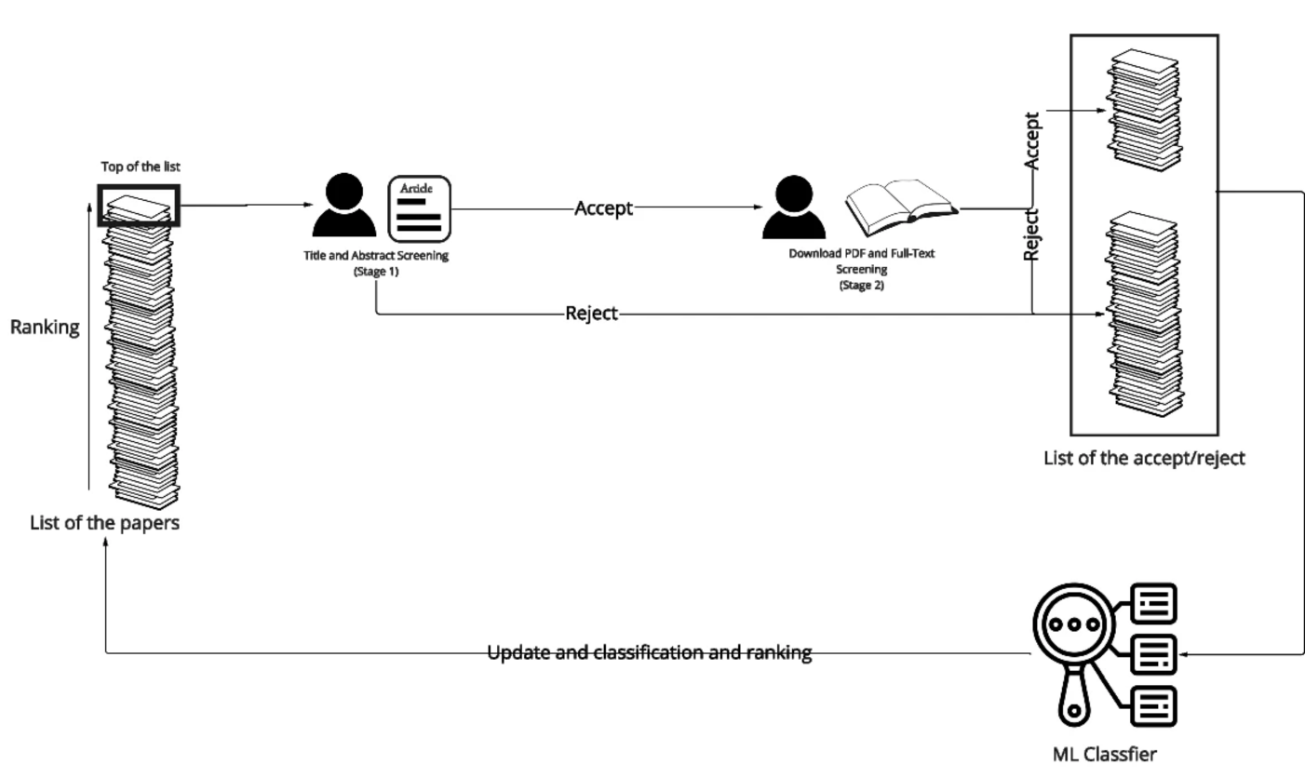 Top of the list
Article
Accept
Title and Abstract Screening
(Stage 1)
Download PDF and Full-Text
Screening
(Stage 2)
Accept
Reject
Reject
Ranking
List of the papers
List of the accept/reject
Update and classification and ranking
ML Classfier